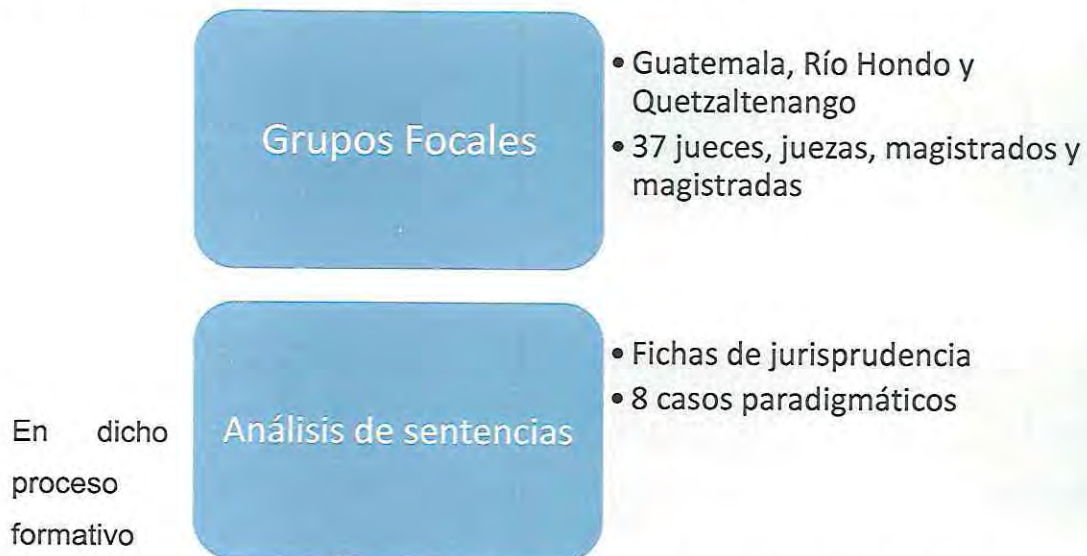 Grupos Focales
• Guatemala, Río Hondo y
Quetzaltenango
• 37 jueces, juezas, magistrados y
magistradas
Análisis de sentencias
• Fichas de jurisprudencia
• 8 casos paradigmáticos
En dicho
proceso
formativo